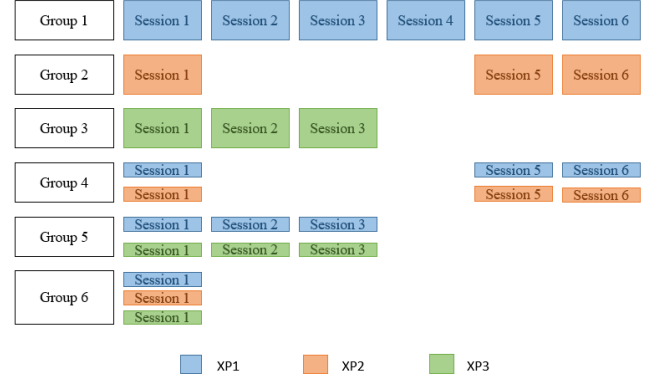 Group 1 Session 1 Session 2 Session 3 Session 4 Session 5 Session 6
Group 2 Session 1 Session 5 Session 6
Group 3 Session 1 Session 2 Session 3
Group 4
Session 1 Session 5 Session 6
Session 1 Session 5 Session 6
Group 5
Session 1 Session 2 Session 3
Session 1 Session 2 Session 3
Group 6
Session 1
Session 1
Session 1
XP1 XP2 XP3